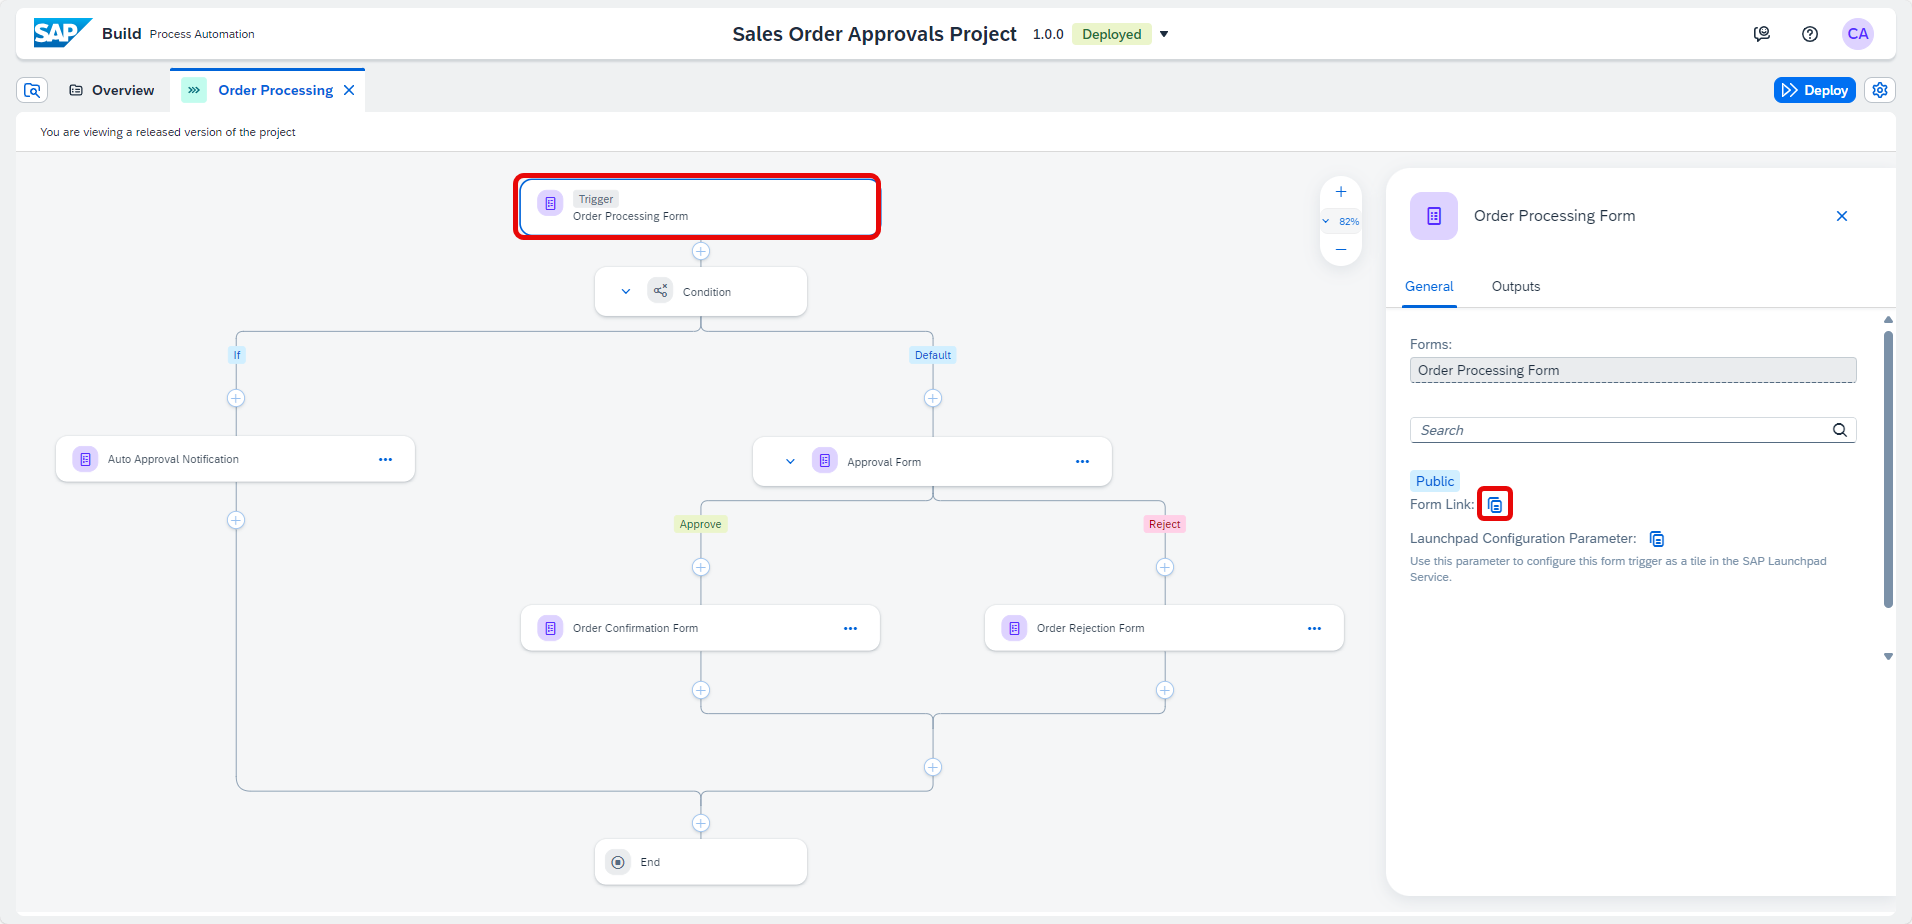 SAP Build Process Automation
Sales Order Approvals Project 1.0.0 Deployed
CA
Overview
Order Processing
Deploy
You are viewing a released version of the project
Trigger
Order Processing Form
Condition
If
Default
Auto Approval Notification
Approval Form
Approve
Reject
Order Confirmation Form
Order Rejection Form
End
82%
Order Processing Form
General
Outputs
Forms:
Order Processing Form
Search
Public
Form Link:
Launchpad Configuration Parameter:
Use this parameter to configure this form trigger as a tile in the SAP Launchpad
Service.